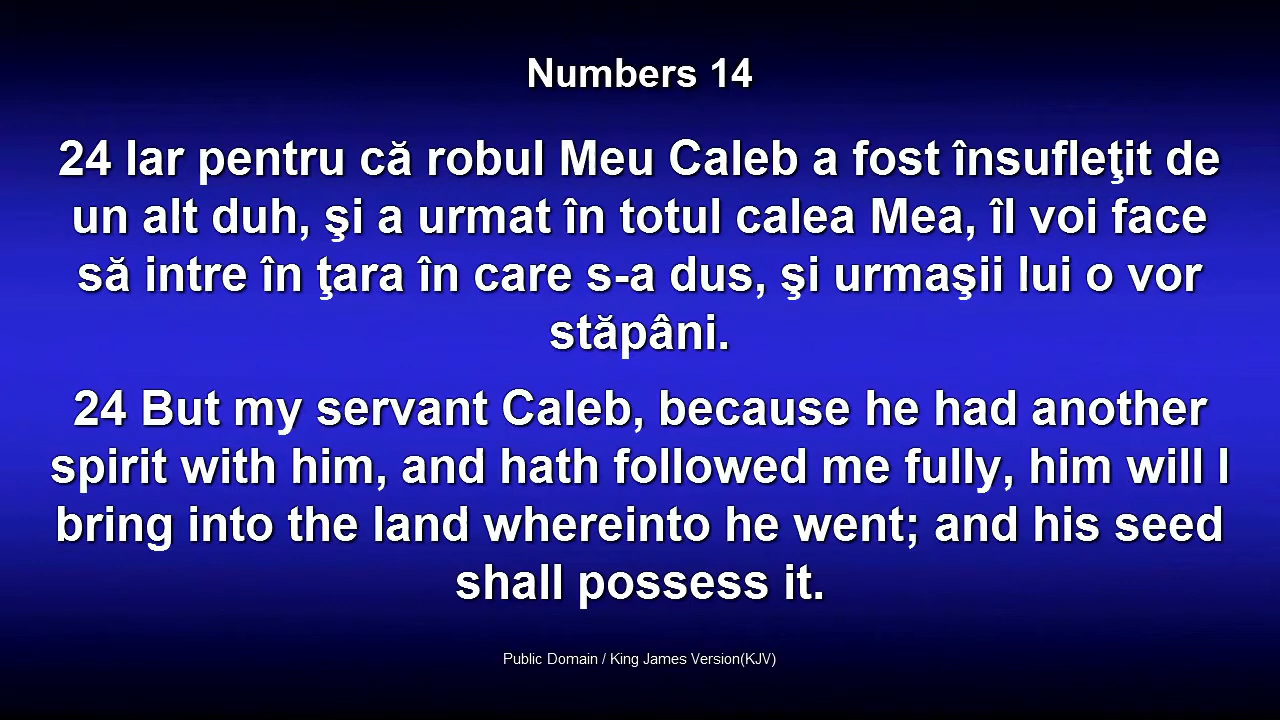 Numbers 14
24 Iar pentru că robul Meu Caleb a fost însufleţit de
un alt duh, şi a urmat în totul calea Mea, îl voi face
să intre în ţara în care s-a dus, şi urmaşii lui o vor
stăpâni.
24 But my servant Caleb, because he had another
spirit with him, and hath followed me fully, him will I
bring into the land whereinto he went; and his seed
shall possess it.
Public Domain / King James Version(KJV)